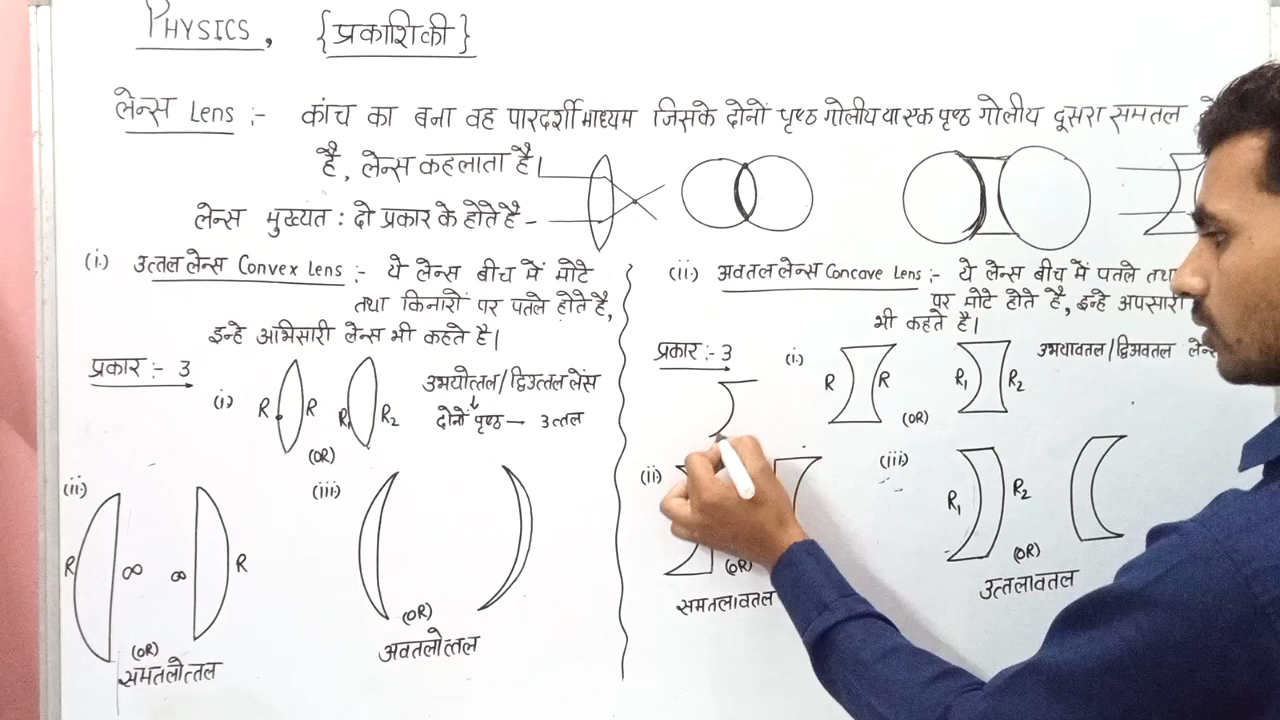 PHYSICS, {प्रकाशिकी}
लेन्स Lens :- कांच का बना वह पारदर्शी माध्यम जिसके दोनों पृष्ठ गोलीय या एक पृष्ठ गोलीय दूसरा समतल
है, लेन्स कहलाता है।
लेन्स मुख्यतः दो प्रकार के होते है -
(i.) उत्तल लेन्स Convex Lens :- ये लेन्स बीच में मोटे
तथा किनारों पर पतले होते है,
इन्हे अभिसारी लेन्स भी कहते है।
प्रकार :- 3
(i) R R R1 R2 उभयोत्तल/द्विउत्तल लेंस
दोनों पृष्ठ — उत्तल
(OR)
(ii) R ∞ ∞ R
(OR)
समतलोत्तल
(iii)
(OR)
अवतलोत्तल
(ii) अवतल लेन्स Concave Lens :- ये लेन्स बीच में पतले तथा
पर मोटे होते है, इन्हे अपसारी
भी कहते है।
प्रकार :- 3
(i.) R R R1 R2 उभयावतल/द्विअवतल लेन्स
(OR)
(ii)
(OR)
समतलावतल
(iii) R1 R2
(OR)
उत्तलावतल